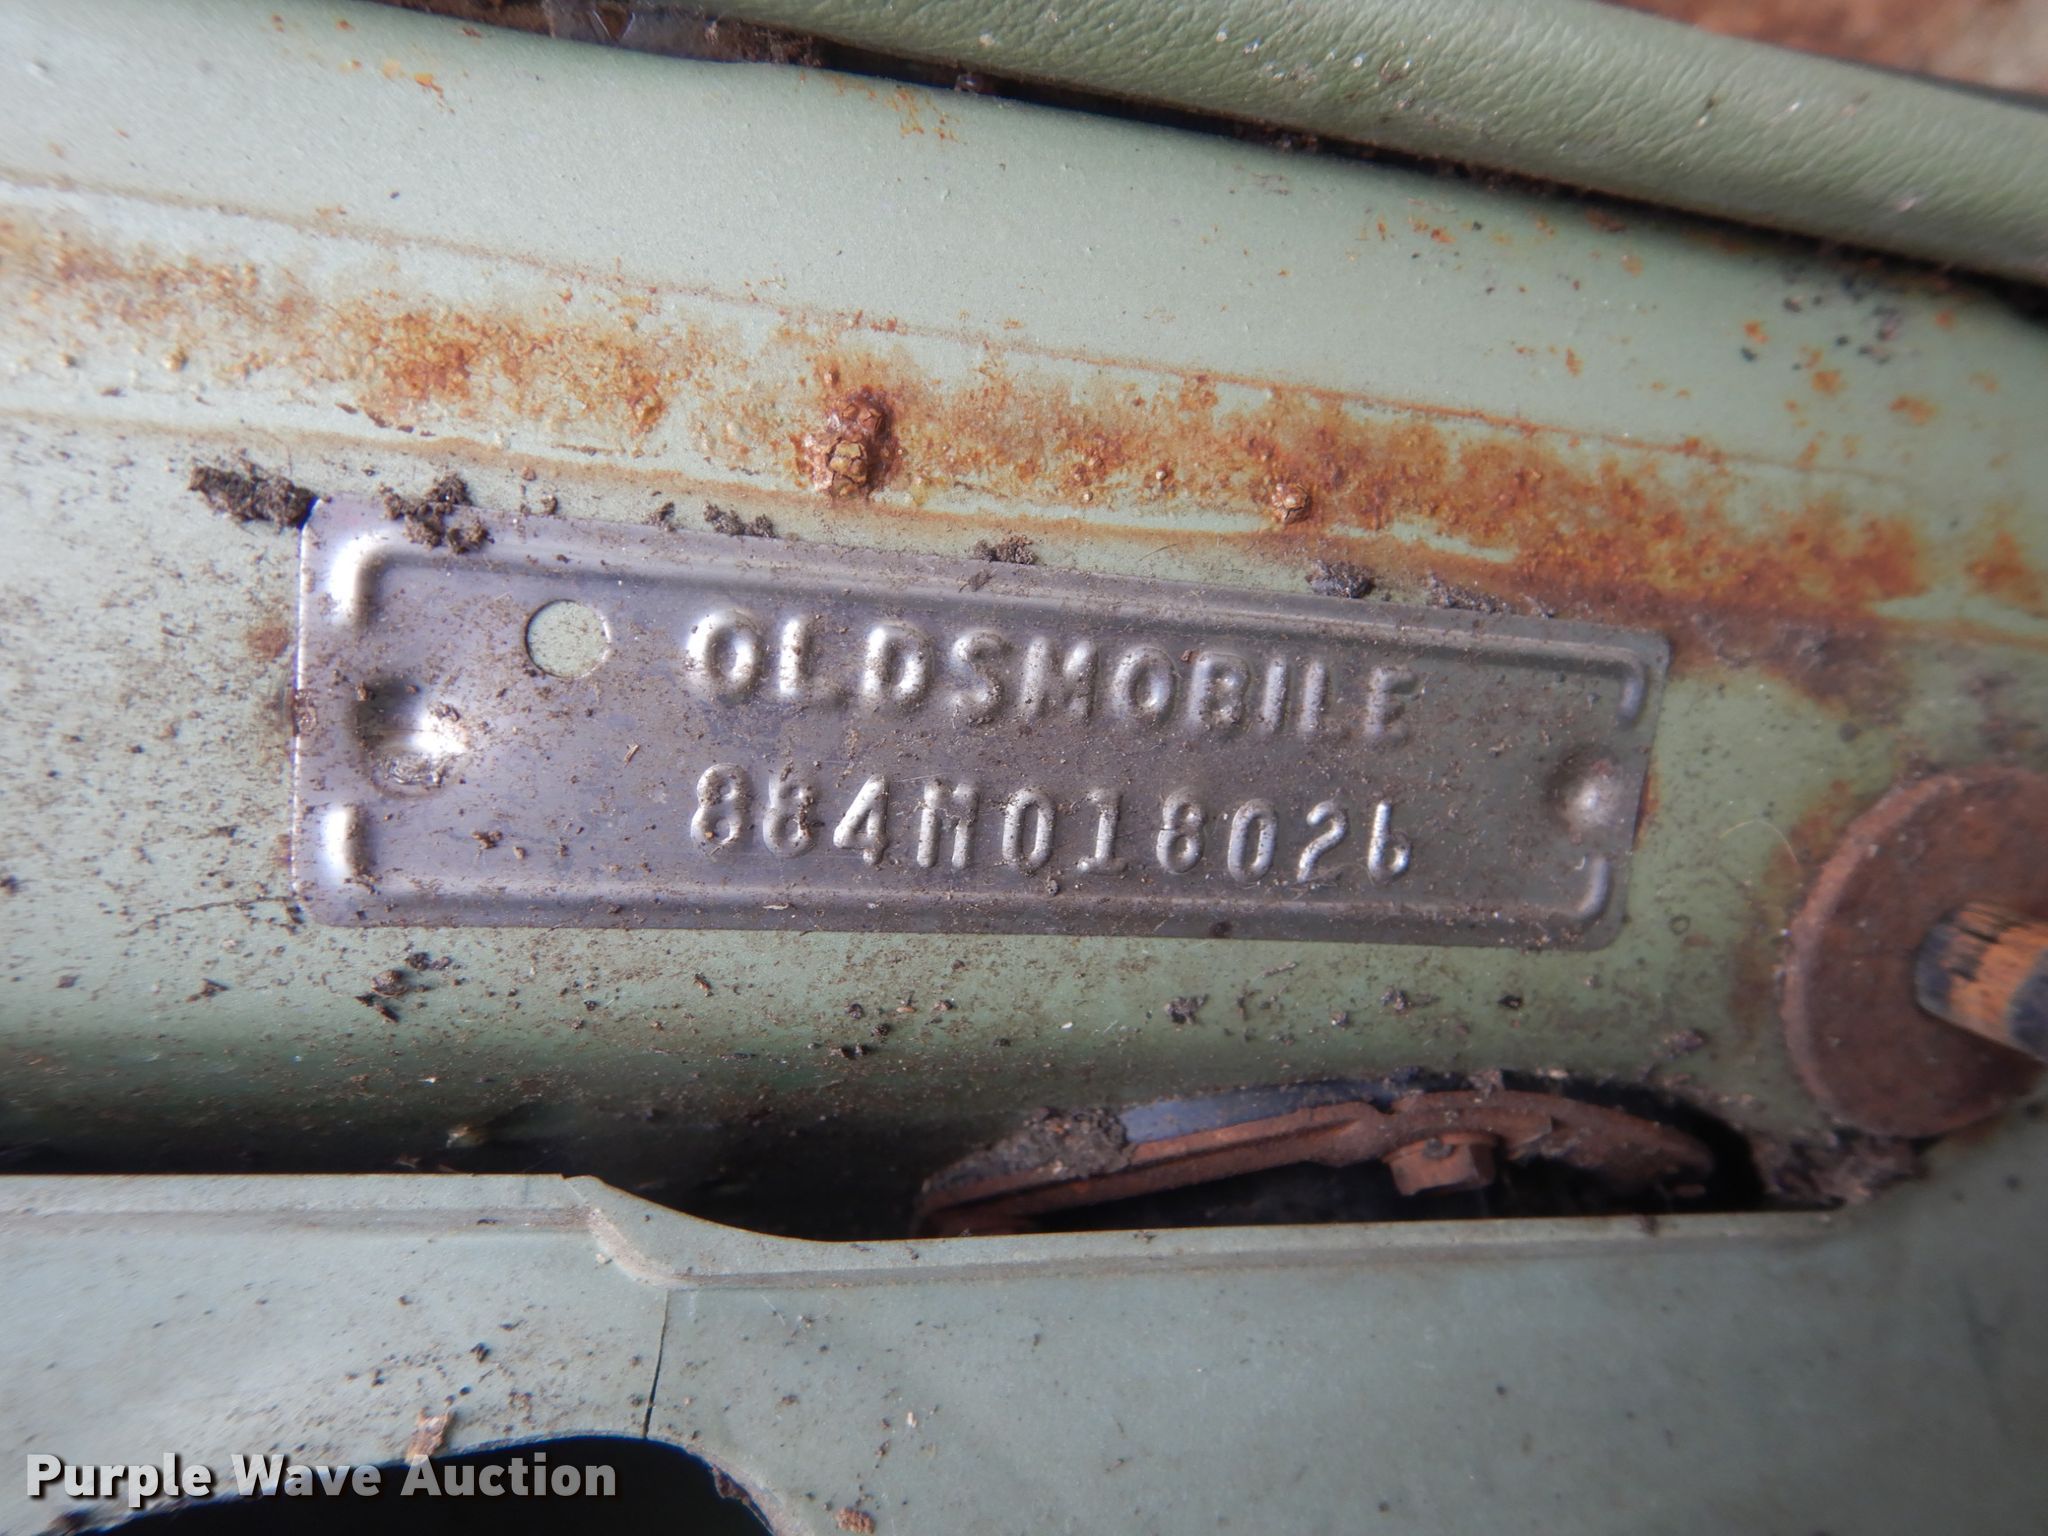 OLDSMOBILE
884M018026
Purple Wave Auction